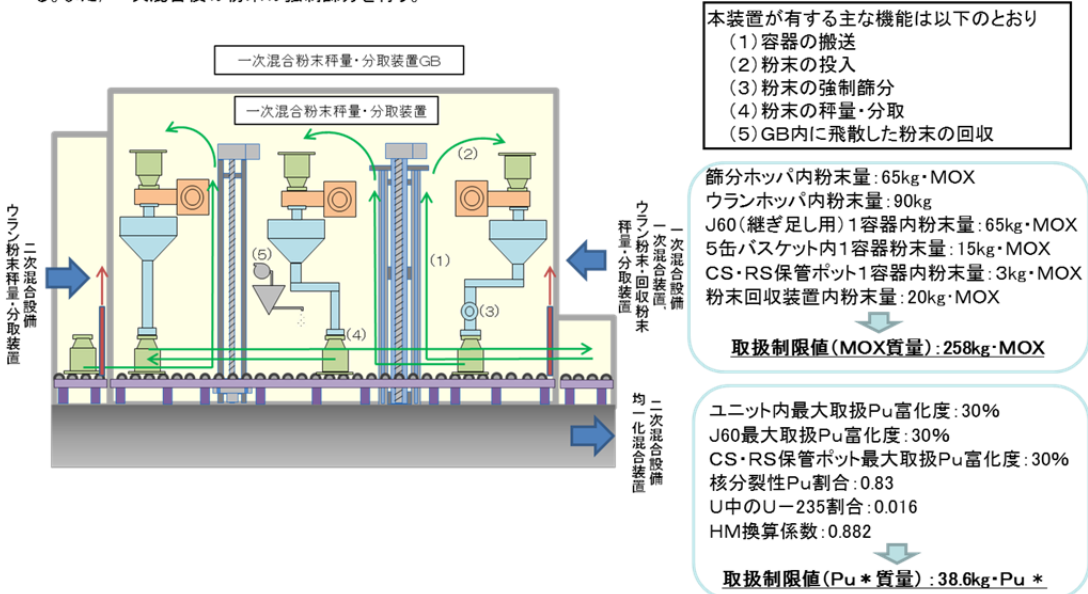 本装置が有する主な機能は以下のとおり
(1)容器の搬送
(2)粉末の投入
(3)粉末の強制篩分
(4)粉末の秤量・分取
(5)GB内に飛散した粉末の回収
一次混合粉末秤量・分取装置GB
一次混合粉末秤量・分取装置
(2)
(5)
(1)
(3)
(4)
二次混合設備
ウラン粉末秤量・分取装置
一次混合設備
一次混合装置,
ウラン粉末・回収粉末
秤量・分取装置
二次混合設備
均一化混合装置
篩分ホッパ内粉末量:65kg・MOX
ウランホッパ内粉末量:90kg
J60(継ぎ足し用)1容器内粉末量:65kg・MOX
5缶バスケット内1容器粉末量:15kg・MOX
CS・RS保管ポット1容器内粉末量:3kg・MOX
粉末回収装置内粉末量:20kg・MOX
取扱制限値(MOX質量):258kg・MOX
ユニット内最大取扱Pu富化度:30%
J60最大取扱Pu富化度:30%
CS・RS保管ポット最大取扱Pu富化度:30%
核分裂性Pu割合:0.83
U中のU-235割合:0.016
HM換算係数:0.882
取扱制限値(Pu*質量):38.6kg・Pu*